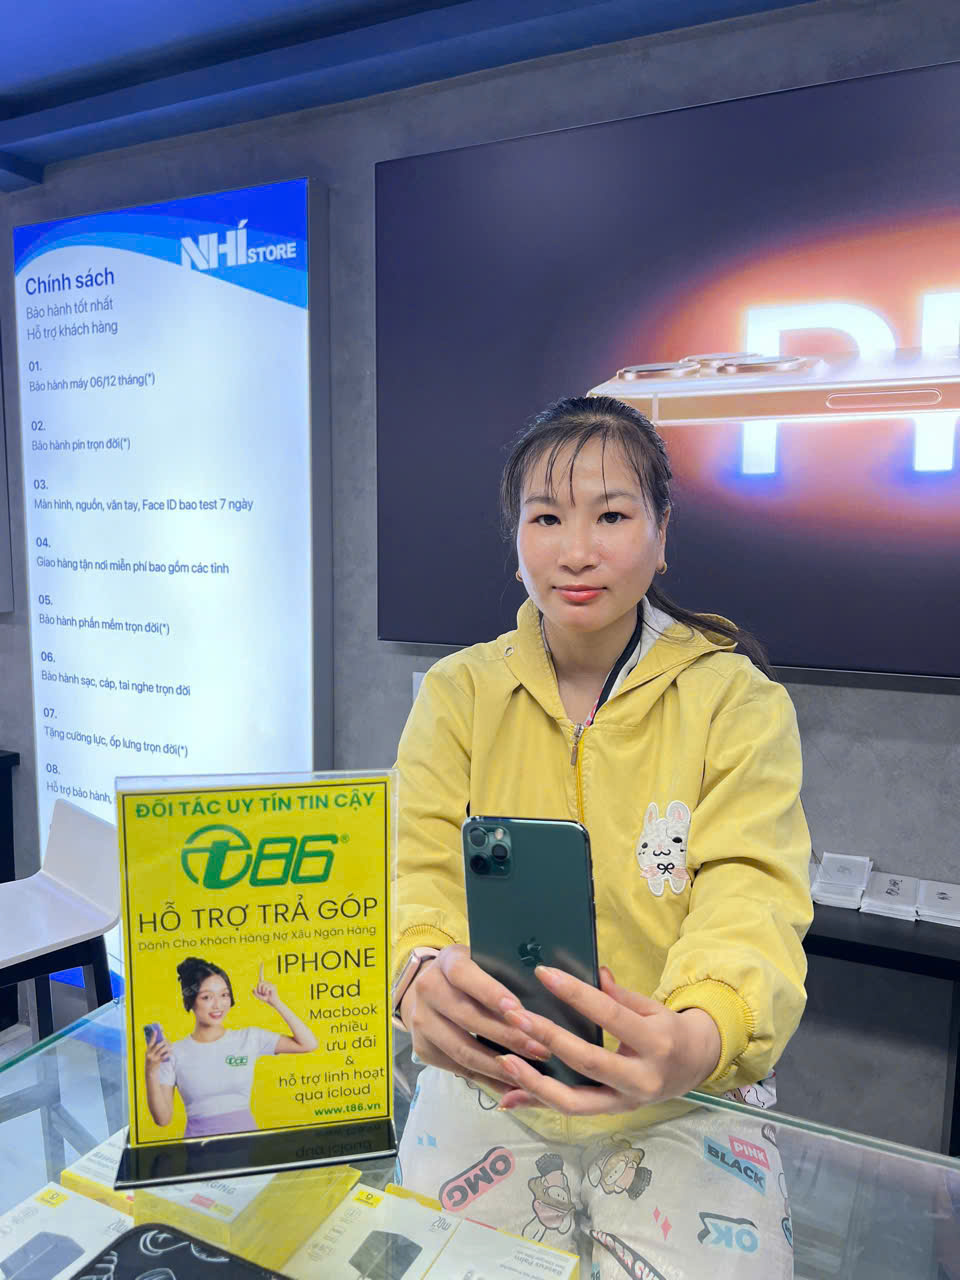 NHÍ STORE
Chính sách
Bảo hành tốt nhất
Hỗ trợ khách hàng
01.
Bảo hành máy 06/12 tháng(*)
02.
Bảo hành pin trọn đời(*)
03.
Màn hình, nguồn, vân tay, Face ID bao test 7 ngày
04.
Giao hàng tận nơi miễn phí bao gồm các tỉnh
05.
Bảo hành phần mềm trọn đời(*)
06.
Bảo hành sạc, cáp, tai nghe trọn đời
07.
Tặng cường lực, ốp lưng trọn đời(*)
08.
Hỗ trợ bảo hành,
ĐỐI TÁC UY TÍN TIN CẬY
t86®
HỖ TRỢ TRẢ GÓP
Dành Cho Khách Hàng Nợ Xấu Ngân Hàng
IPHONE
IPad
Macbook
nhiều
ưu đãi
&
hỗ trợ linh hoạt
qua icloud
www.t86.vn
t86
OMG
PINK
BLACK
OK